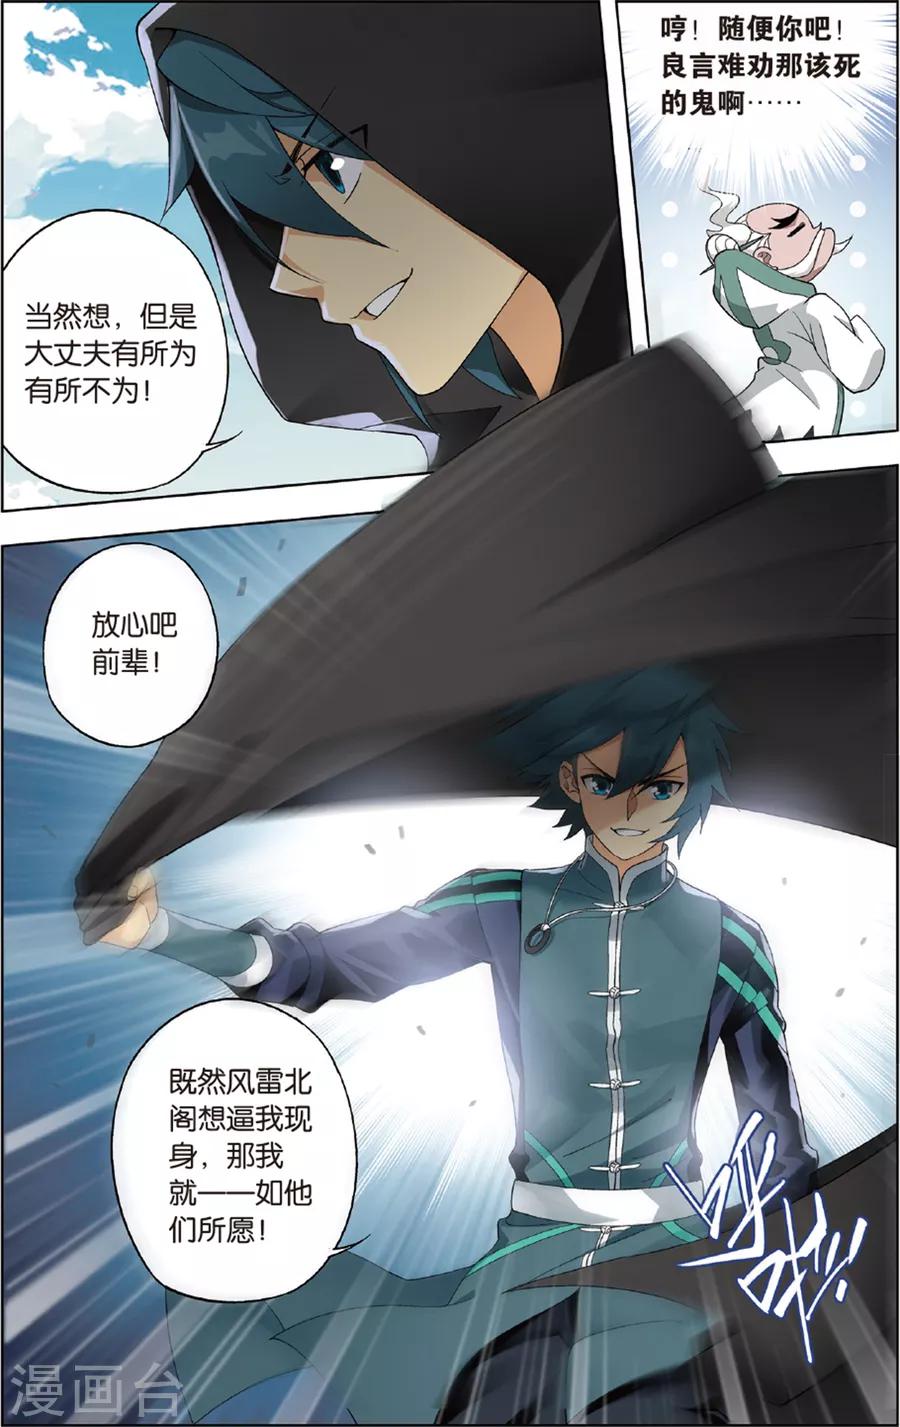 当然想，但是
大丈夫有所为
有所不为！
哼！随便你吧！
良言难劝那该死
的鬼啊……
放心吧
前辈！
既然风雷北
阁想逼我现
身，那我
就——如他
们所愿！
漫画台